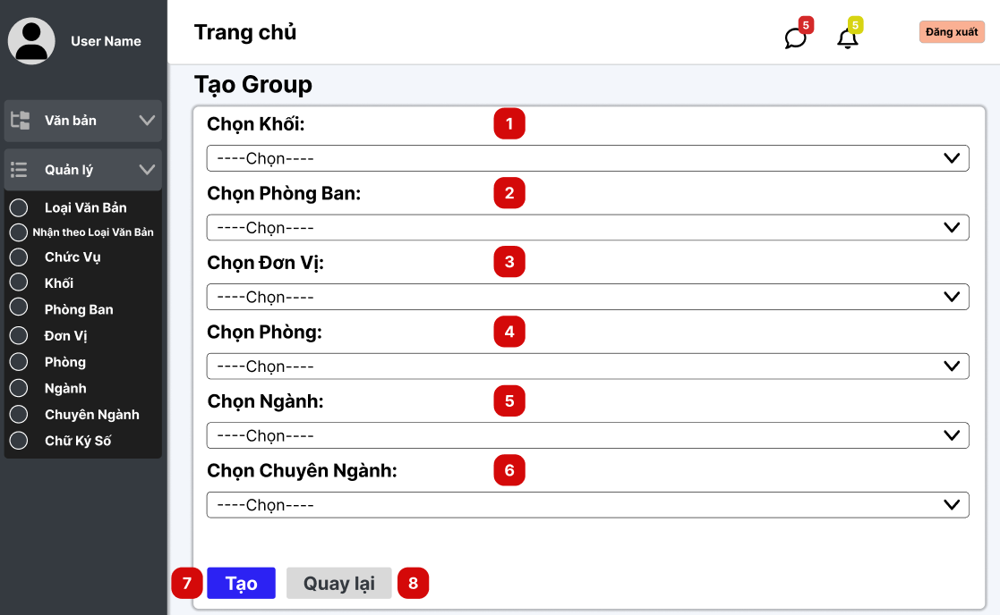 User Name
Văn bản
Quản lý
Loại Văn Bản
Nhận theo Loại Văn Bản
Chức Vụ
Khối
Phòng Ban
Đơn Vị
Phòng
Ngành
Chuyên Ngành
Chữ Ký Số
Trang chủ
5
5
Đăng xuất
Tạo Group
Chọn Khối: 1
----Chọn----
Chọn Phòng Ban: 2
----Chọn----
Chọn Đơn Vị: 3
----Chọn----
Chọn Phòng: 4
----Chọn----
Chọn Ngành: 5
----Chọn----
Chọn Chuyên Ngành: 6
----Chọn----
7 Tạo Quay lại 8